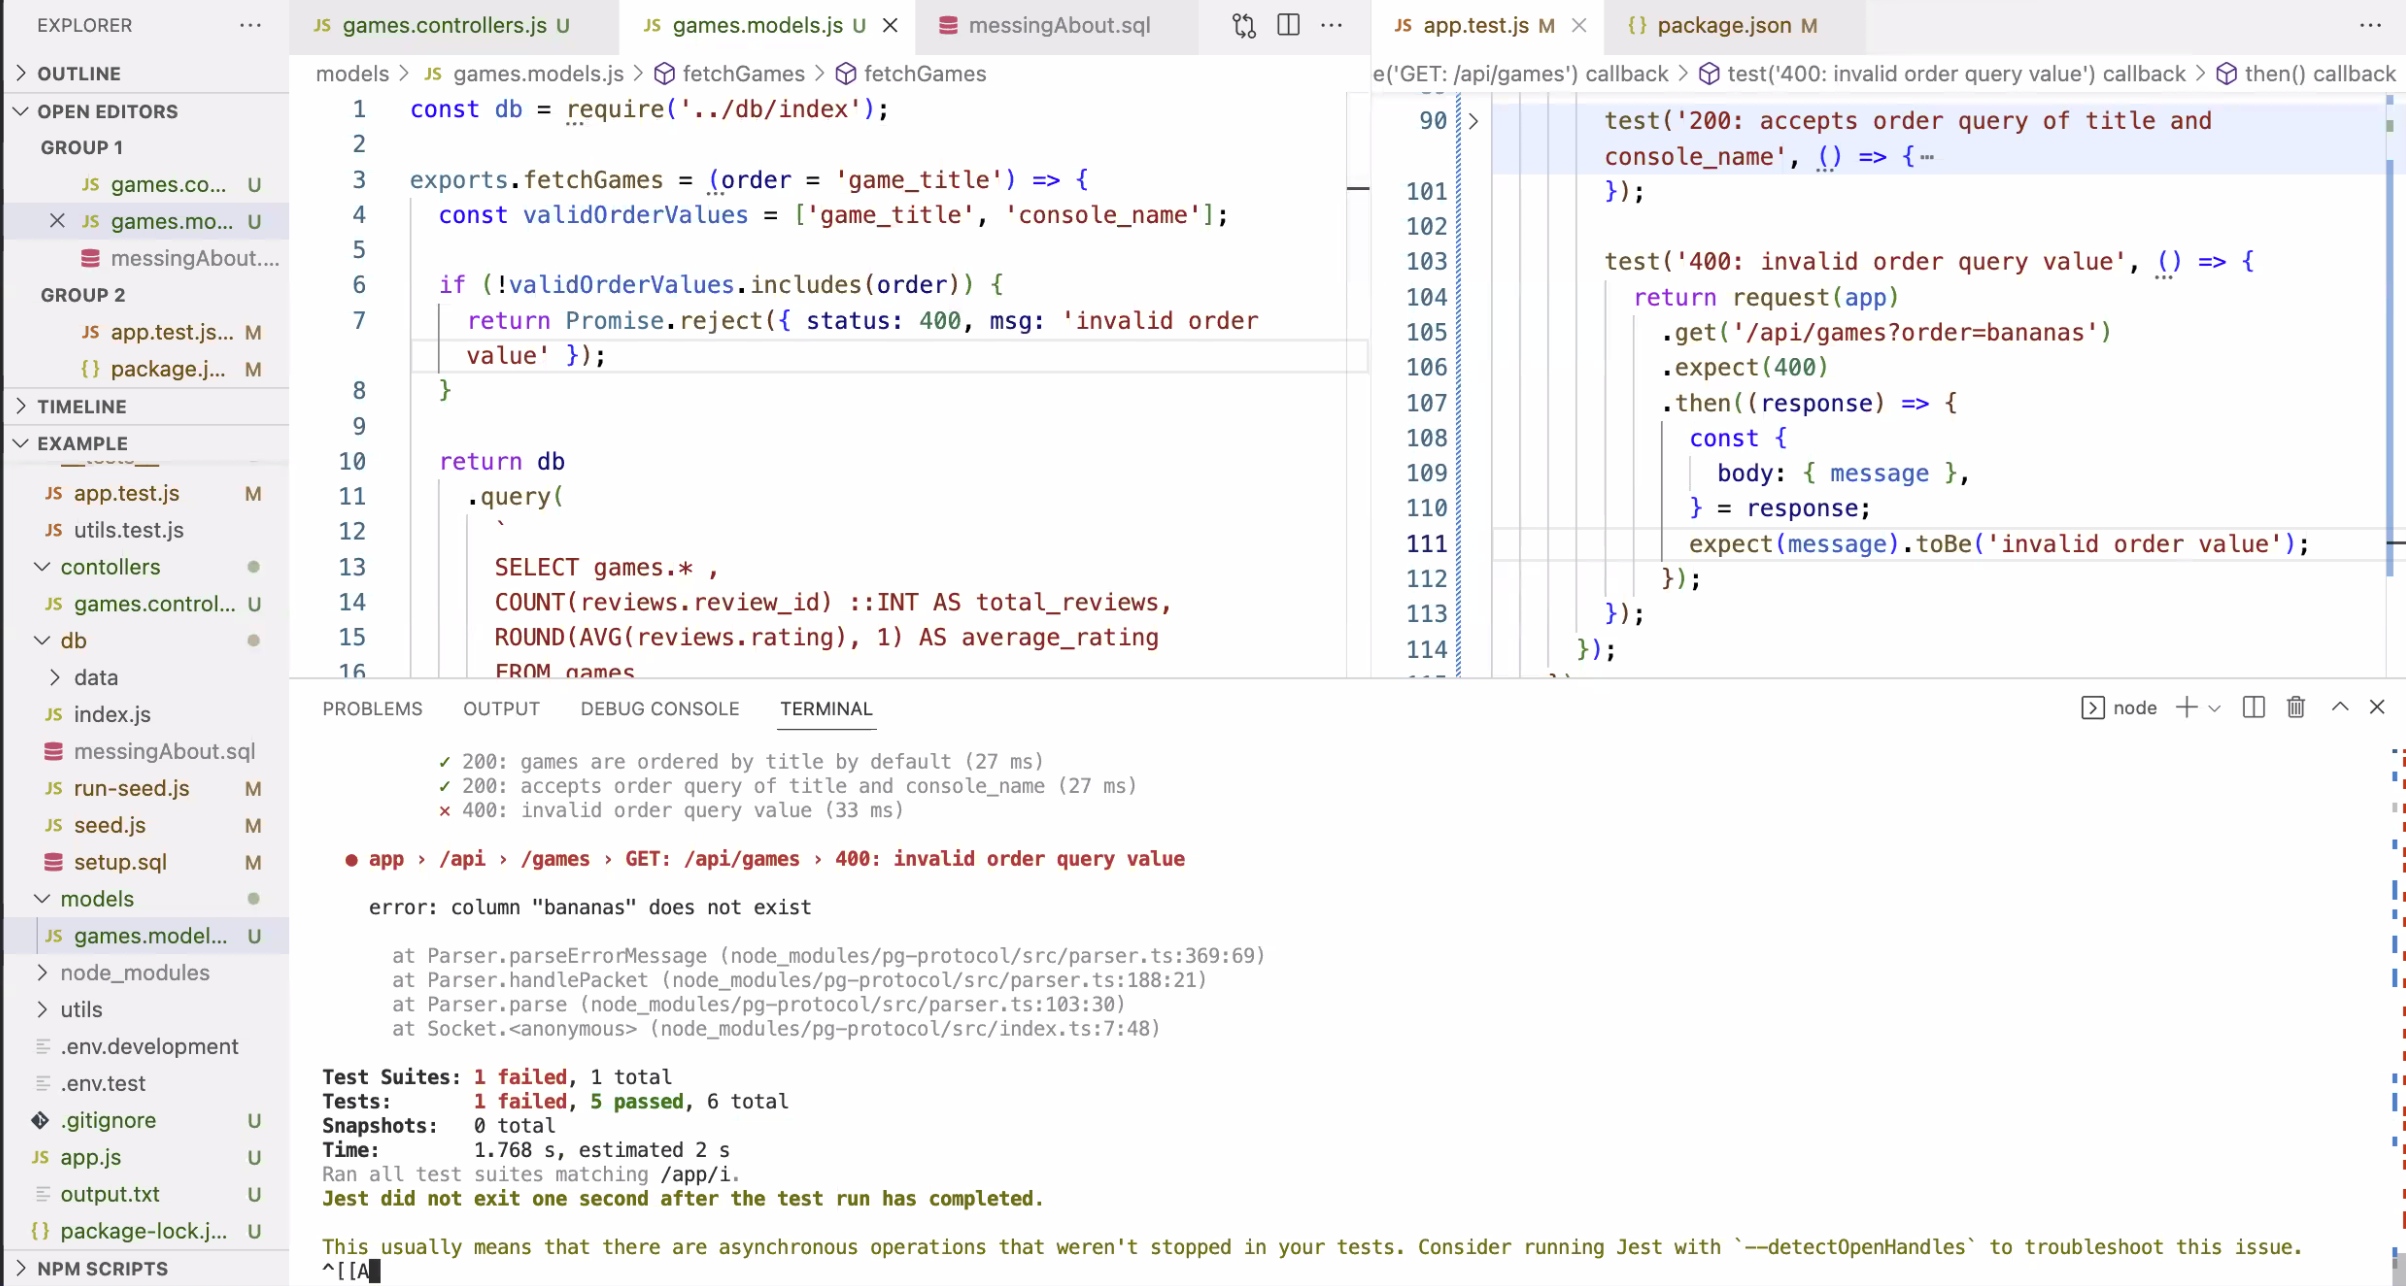 EXPLORER
OUTLINE
OPEN EDITORS
GROUP 1
JS games.co... U
JS games.mo... U
messingAbout....
GROUP 2
JS app.test.js... M
{} package.j... M
TIMELINE
EXAMPLE
JS app.test.js M
JS utils.test.js
contollers
JS games.control... U
db
data
JS index.js
messingAbout.sql
JS run-seed.js M
JS seed.js M
setup.sql M
models
JS games.model... U
node_modules
utils
.env.development
.env.test
.gitignore U
JS app.js U
output.txt U
{} package-lock.j... U
NPM SCRIPTS
JS games.controllers.js U
JS games.models.js U
messingAbout.sql
models > JS games.models.js > fetchGames > fetchGames
1 const db = require('../db/index');
2
3 exports.fetchGames = (order = 'game_title') => {
4 const validOrderValues = ['game_title', 'console_name'];
5
6 if (!validOrderValues.includes(order)) {
7 return Promise.reject({ status: 400, msg: 'invalid order
value' });
8 }
9
10 return db
11 .query(
12 `
13 SELECT games.* ,
14 COUNT(reviews.review_id) ::INT AS total_reviews,
15 ROUND(AVG(reviews.rating), 1) AS average_rating
16 FROM games
JS app.test.js M
{} package.json M
e('GET: /api/games') callback > test('400: invalid order query value') callback > then() callback
90 test('200: accepts order query of title and
console_name', () => {
101 });
102
103 test('400: invalid order query value', () => {
104 return request(app)
105 .get('/api/games?order=bananas')
106 .expect(400)
107 .then((response) => {
108 const {
109 body: { message },
110 } = response;
111 expect(message).toBe('invalid order value');
112 });
113 });
114 });
PROBLEMS OUTPUT DEBUG CONSOLE TERMINAL
node
✓ 200: games are ordered by title by default (27 ms)
✓ 200: accepts order query of title and console_name (27 ms)
✕ 400: invalid order query value (33 ms)
● app › /api › /games › GET: /api/games › 400: invalid order query value
error: column "bananas" does not exist
at Parser.parseErrorMessage (node_modules/pg-protocol/src/parser.ts:369:69)
at Parser.handlePacket (node_modules/pg-protocol/src/parser.ts:188:21)
at Parser.parse (node_modules/pg-protocol/src/parser.ts:103:30)
at Socket.<anonymous> (node_modules/pg-protocol/src/index.ts:7:48)
Test Suites: 1 failed, 1 total
Tests: 1 failed, 5 passed, 6 total
Snapshots: 0 total
Time: 1.768 s, estimated 2 s
Ran all test suites matching /app/i.
Jest did not exit one second after the test run has completed.
This usually means that there are asynchronous operations that weren't stopped in your tests. Consider running Jest with `--detectOpenHandles` to troubleshoot this issue.
^[[A